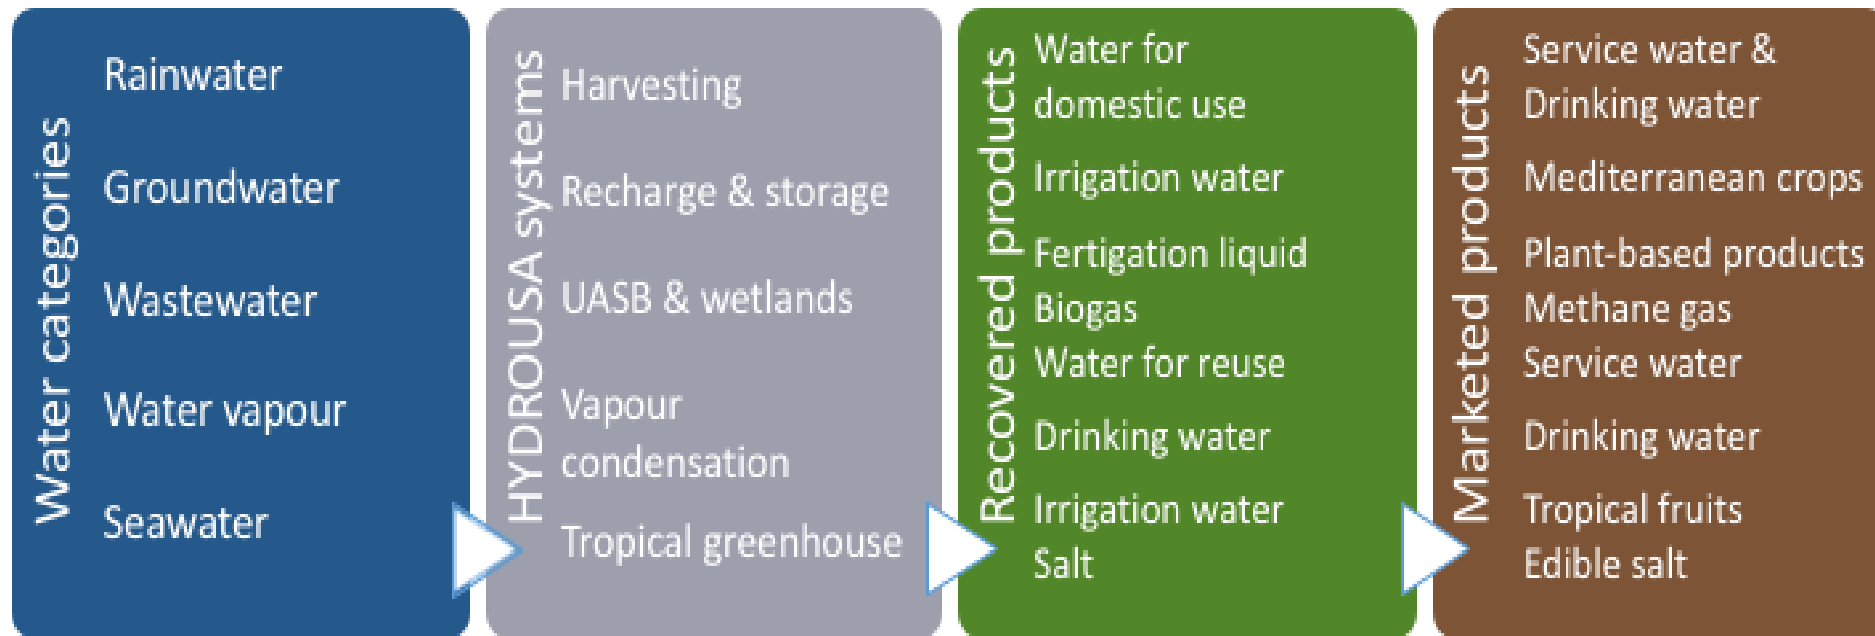 Water categories
Rainwater
Groundwater
Wastewater
Water vapour
Seawater
HYDROUSA systems
Harvesting
Recharge & storage
UASB & wetlands
Vapour
condensation
Tropical greenhouse
Recovered products
Water for
domestic use
Irrigation water
Fertigation liquid
Biogas
Water for reuse
Drinking water
Irrigation water
Salt
Marketed products
Service water &
Drinking water
Mediterranean crops
Plant-based products
Methane gas
Service water
Drinking water
Tropical fruits
Edible salt